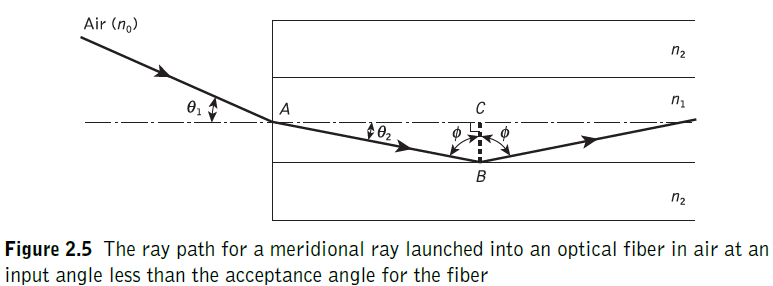 Air (n₀)
n₂
θ₁
A
C
n₁
θ₂
ϕ
ϕ
B
n₂
Figure 2.5 The ray path for a meridional ray launched into an optical fiber in air at an
input angle less than the acceptance angle for the fiber